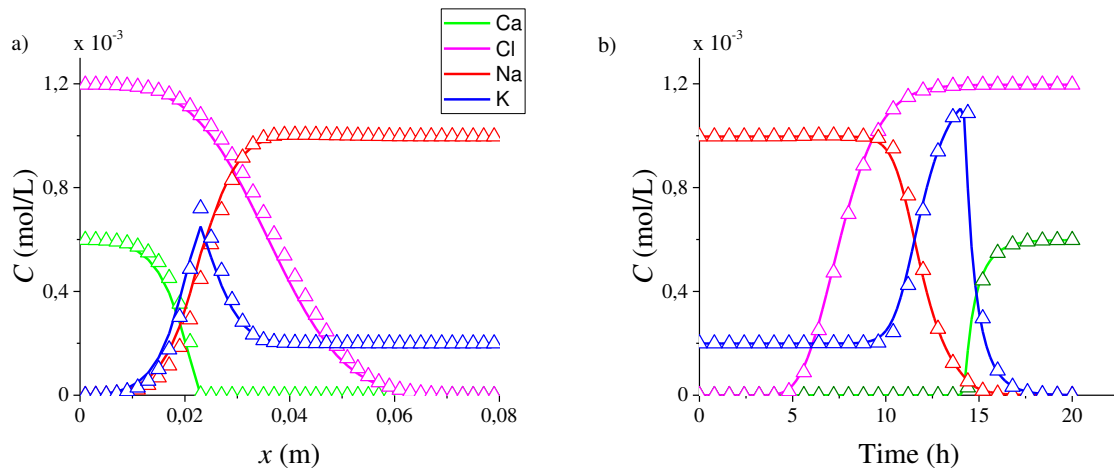 a)
x 10⁻³
C (mol/L)
1,2
0,8
0,4
0
0
0,02
0,04
0,06
0,08
x (m)
Ca
Cl
Na
K
b)
x 10⁻³
C (mol/L)
1,2
0,8
0,4
0
0
5
10
15
20
Time (h)